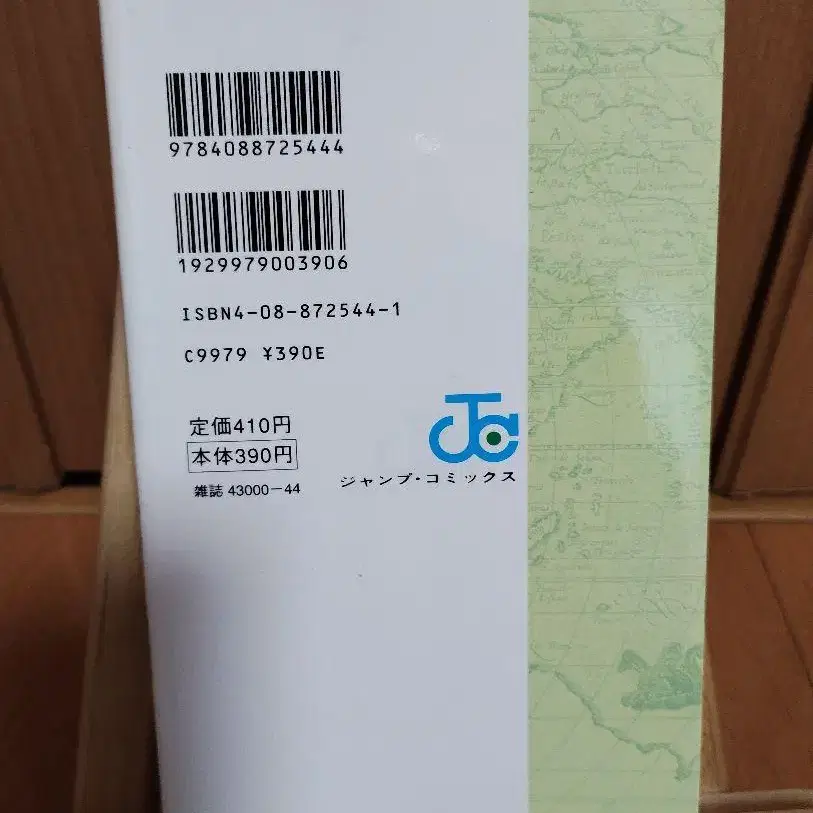 9784088725444
1929979003906
ISBN4-08-872544-1
C9979 ¥390E
定価410円
本体390円
雑誌 43000-44
JC
ジャンプ・コミックス